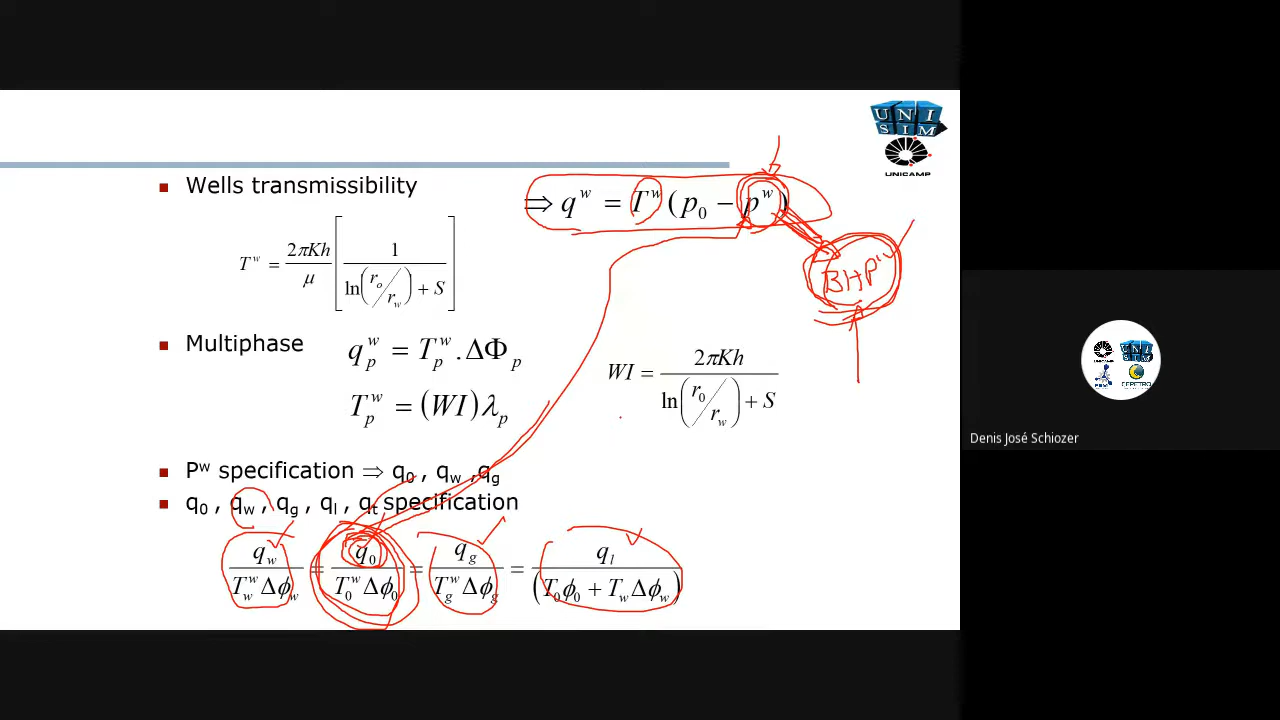 UNI
SIM
UNICAMP
Wells transmissibility
⇒ q^w = T^w (p_0 − p^w)
T^w = 2πKh / μ [ 1 / ( ln(r_o / r_w) + S ) ]
BHP
Multiphase
q_p^w = T_p^w . ΔΦ_p
WI = 2πKh / ( ln(r_0 / r_w) + S )
T_p^w = (WI)λ_p
P^w specification ⇒ q_0 , q_w ,q_g
q_0 , q_w , q_g , q_l , q_t specification
q_w / T_w^w Δϕ_w = q_0 / T_0^w Δϕ_0 = q_g / T_g^w Δϕ_g = q_l / (T_0 ϕ_0 + T_w Δϕ_w)
CEPETRO
Denis José Schiozer